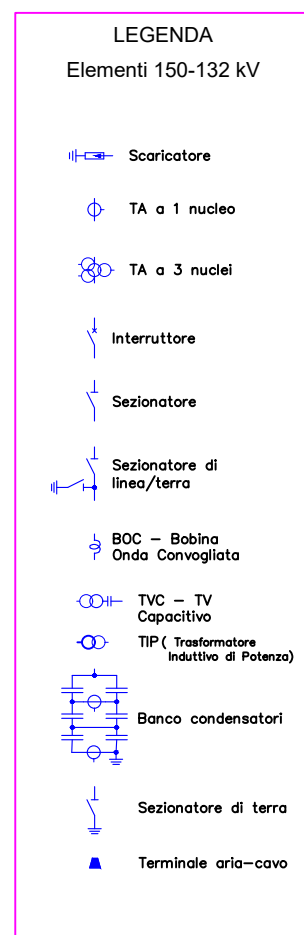 LEGENDA
Elementi 150-132 kV
Scaricatore
TA a 1 nucleo
TA a 3 nuclei
Interruttore
Sezionatore
Sezionatore di
linea/terra
BOC – Bobina
Onda Convogliata
TVC – TV
Capacitivo
TIP ( Trasformatore
Induttivo di Potenza)
Banco condensatori
Sezionatore di terra
Terminale aria–cavo